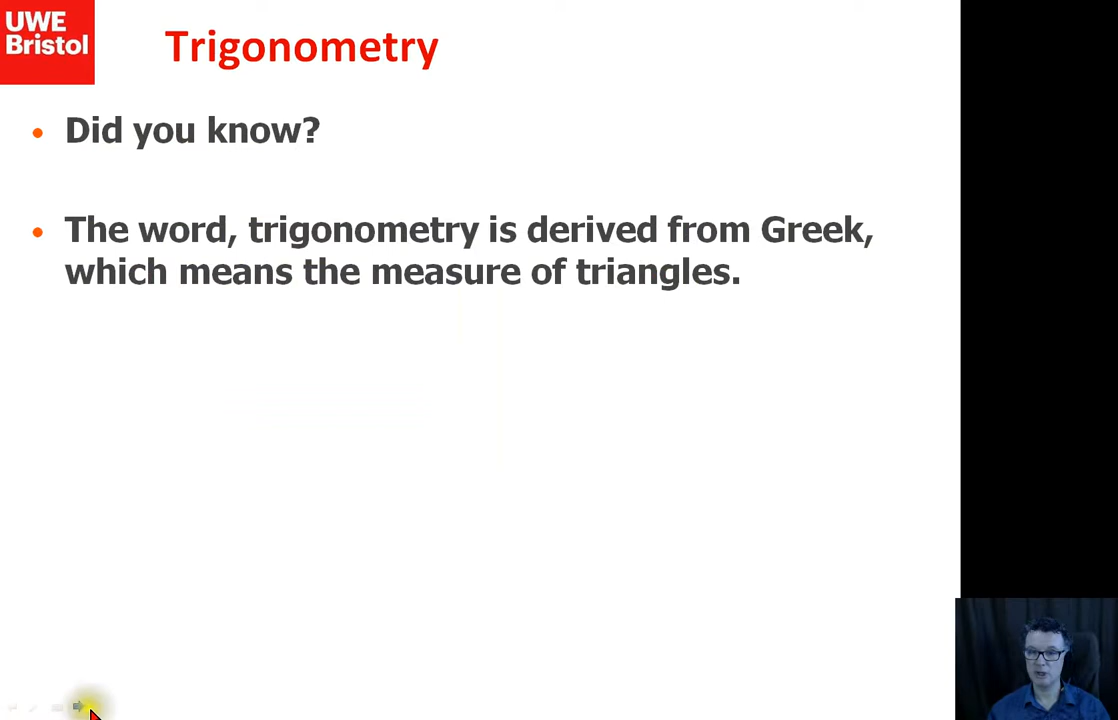 UWE
Bristol
Trigonometry
Did you know?
The word, trigonometry is derived from Greek,
which means the measure of triangles.